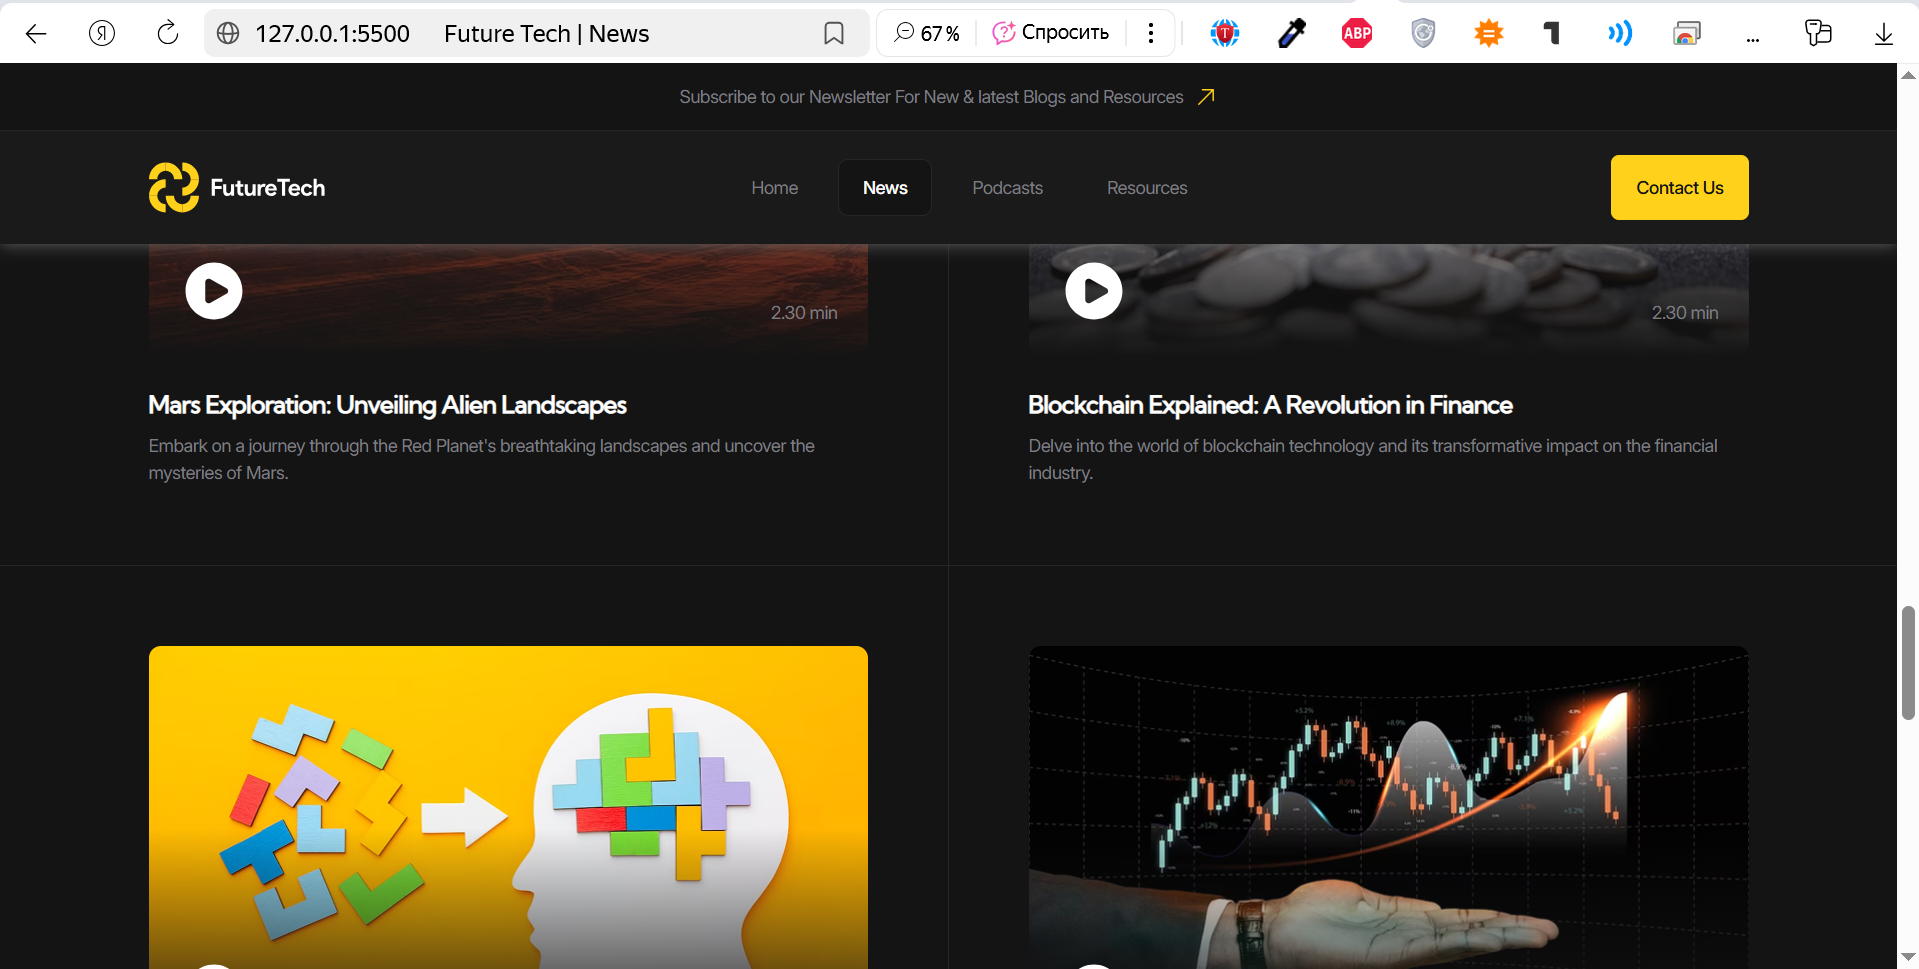 127.0.0.1:5500 Future Tech | News 67 % Спросить ABP
Subscribe to our Newsletter For New & latest Blogs and Resources
FutureTech Home News Podcasts Resources Contact Us
2.30 min
2.30 min
Mars Exploration: Unveiling Alien Landscapes
Embark on a journey through the Red Planet's breathtaking landscapes and uncover the
mysteries of Mars.
Blockchain Explained: A Revolution in Finance
Delve into the world of blockchain technology and its transformative impact on the financial
industry.